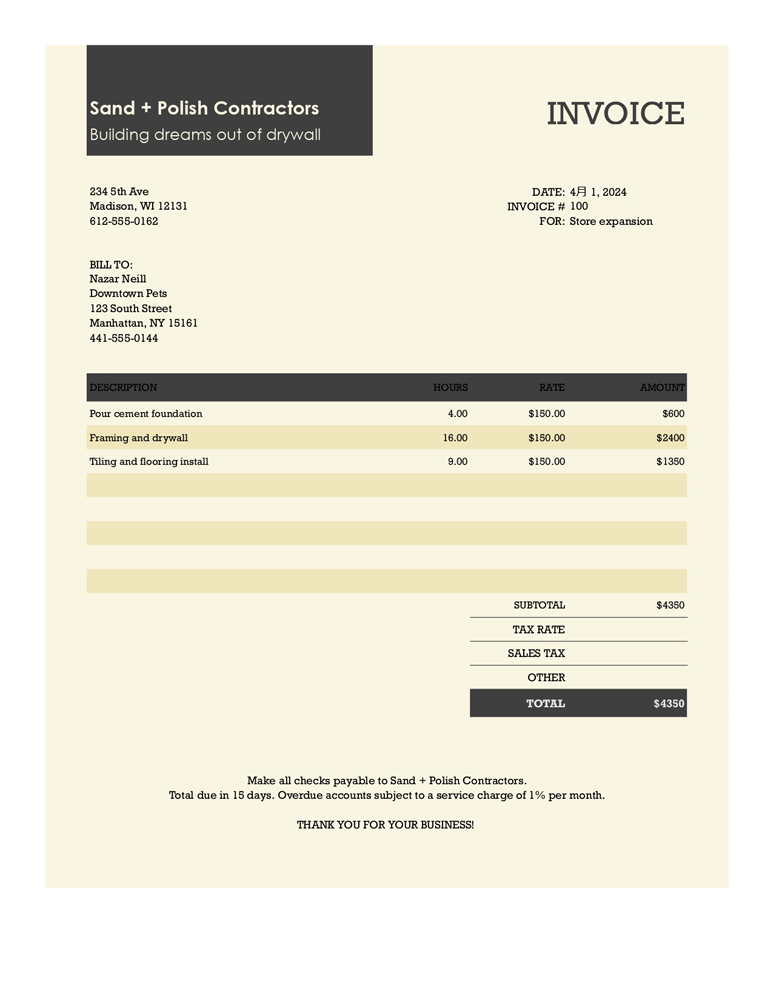 Sand + Polish Contractors
Building dreams out of drywall
INVOICE
234 5th Ave
Madison, WI 12131
612-555-0162
DATE: 4月 1, 2024
INVOICE # 100
FOR: Store expansion
BILL TO:
Nazar Neill
Downtown Pets
123 South Street
Manhattan, NY 15161
441-555-0144
DESCRIPTION HOURS RATE AMOUNT
Pour cement foundation 4.00 $150.00 $600
Framing and drywall 16.00 $150.00 $2400
Tiling and flooring install 9.00 $150.00 $1350
SUBTOTAL $4350
TAX RATE
SALES TAX
OTHER
TOTAL $4350
Make all checks payable to Sand + Polish Contractors.
Total due in 15 days. Overdue accounts subject to a service charge of 1% per month.
THANK YOU FOR YOUR BUSINESS!